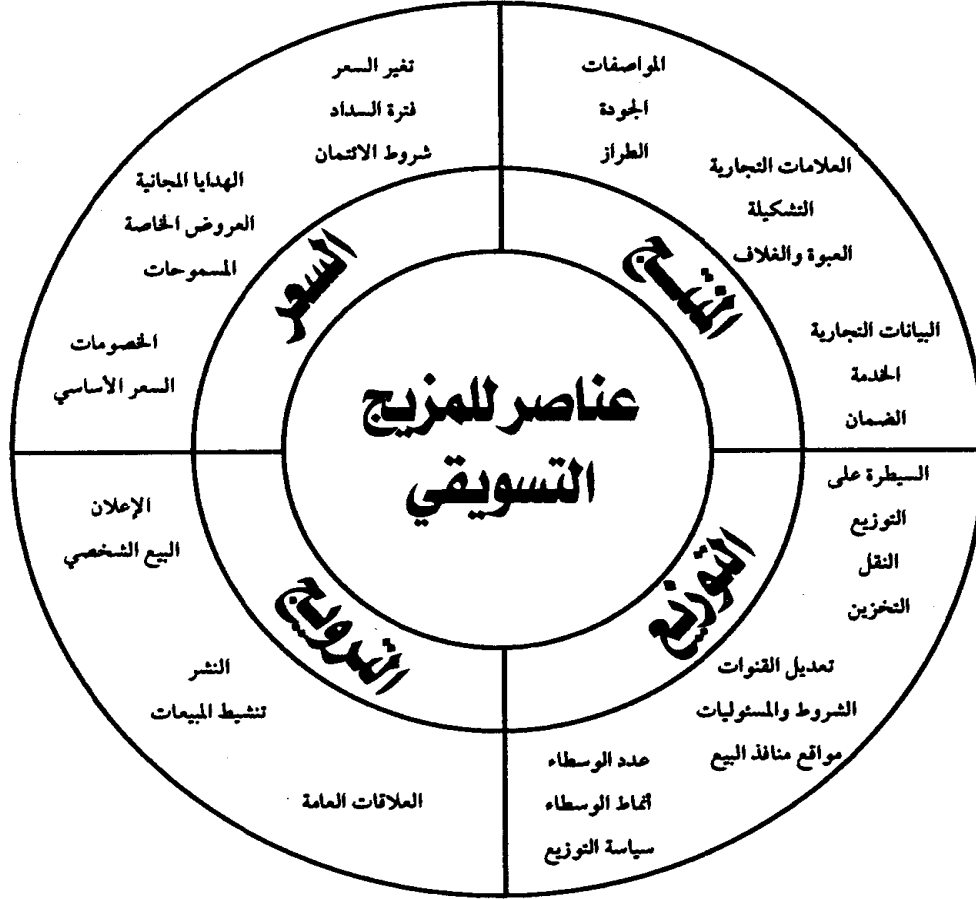 عناصر للمزيج
التسويقي
المنتج
المواصفات
الجودة
الطراز
العلامات التجارية
التشكيلة
العبوة والغلاف
البيانات التجارية
الخدمة
الضمان
السعر
تغير السعر
فترة السداد
شروط الائتمان
الهدايا المجانية
العروض الخاصة
المسموحات
الخصومات
السعر الأساسي
التوزيع
السيطرة على
التوزيع
النقل
التخزين
تعديل القنوات
الشروط والمسئوليات
مواقع منافذ البيع
عدد الوسطاء
أنماط الوسطاء
سياسة التوزيع
الترويج
الإعلان
البيع الشخصي
النشر
تنشيط المبيعات
العلاقات العامة